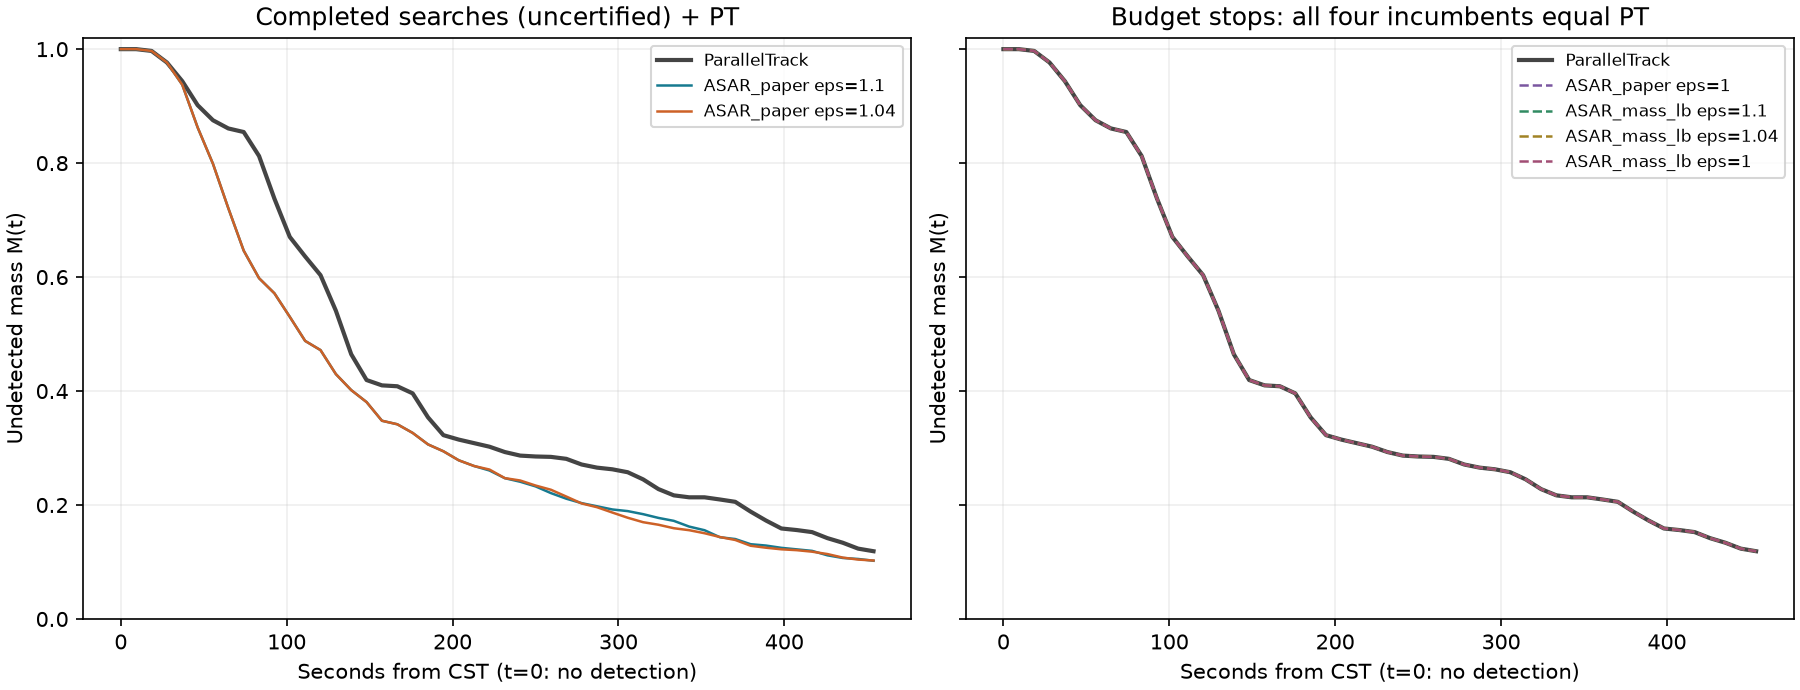 Completed searches (uncertified) + PT
ParallelTrack
ASAR_paper eps=1.1
ASAR_paper eps=1.04
Undetected mass M(t)
1.0
0.8
0.6
0.4
0.2
0.0
0
100
200
300
400
Seconds from CST (t=0: no detection)
Budget stops: all four incumbents equal PT
ParallelTrack
ASAR_paper eps=1
ASAR_mass_lb eps=1.1
ASAR_mass_lb eps=1.04
ASAR_mass_lb eps=1
Undetected mass M(t)
0
100
200
300
400
Seconds from CST (t=0: no detection)